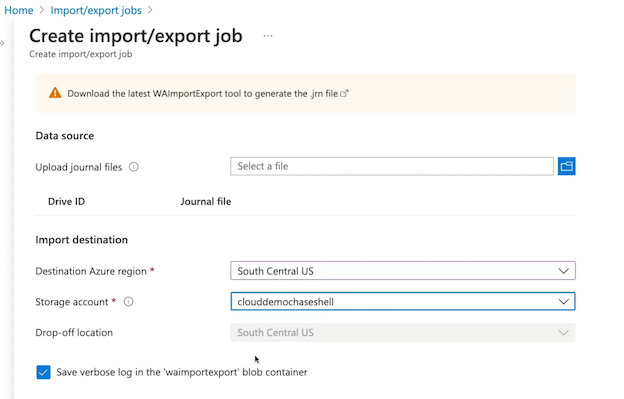 Home > Import/export jobs >
Create import/export job ...
Create import/export job
Download the latest WAImportExport tool to generate the .jrn file
Data source
Upload journal files
Select a file
Drive ID Journal file
Import destination
Destination Azure region * South Central US
Storage account * clouddemochaseshell
Drop-off location South Central US
Save verbose log in the 'waimportexport' blob container